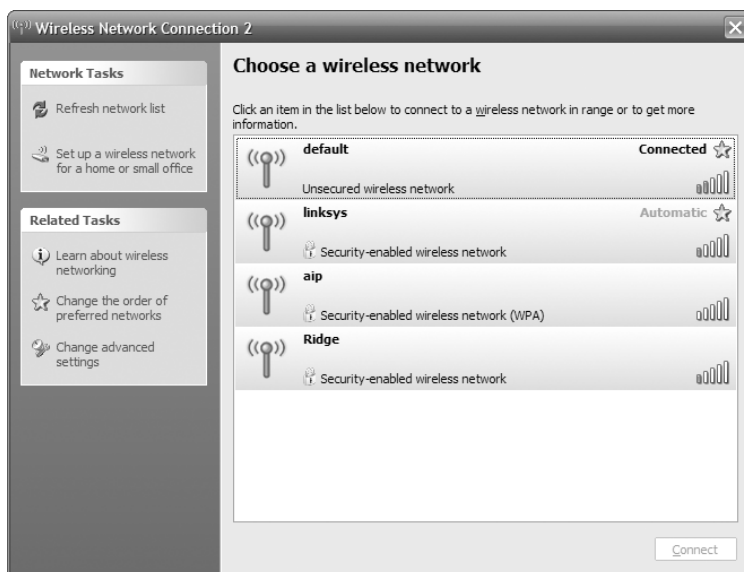 Wireless Network Connection 2
Network Tasks
Refresh network list
Set up a wireless network
for a home or small office
Related Tasks
Learn about wireless
networking
Change the order of
preferred networks
Change advanced
settings
Choose a wireless network
Click an item in the list below to connect to a wireless network in range or to get more
information.
default
Connected
Unsecured wireless network
linksys
Automatic
Security-enabled wireless network
aip
Security-enabled wireless network (WPA)
Ridge
Security-enabled wireless network
Connect